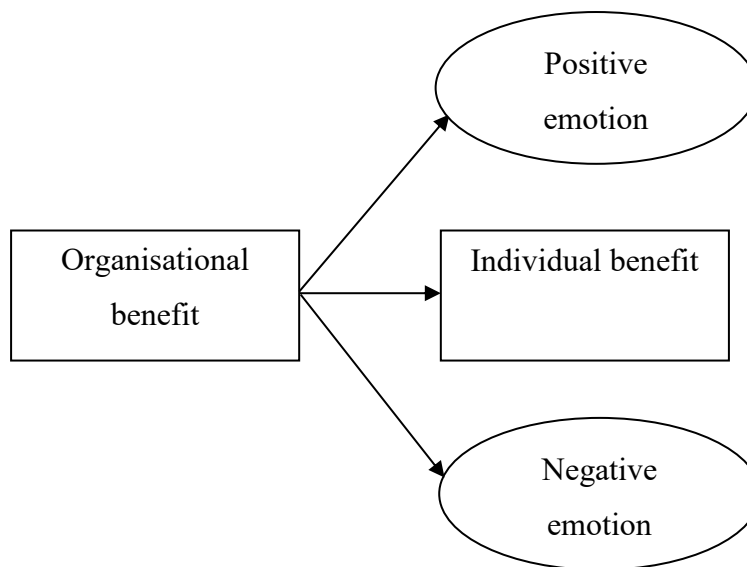 Positive
emotion
Organisational
benefit
Individual benefit
Negative
emotion